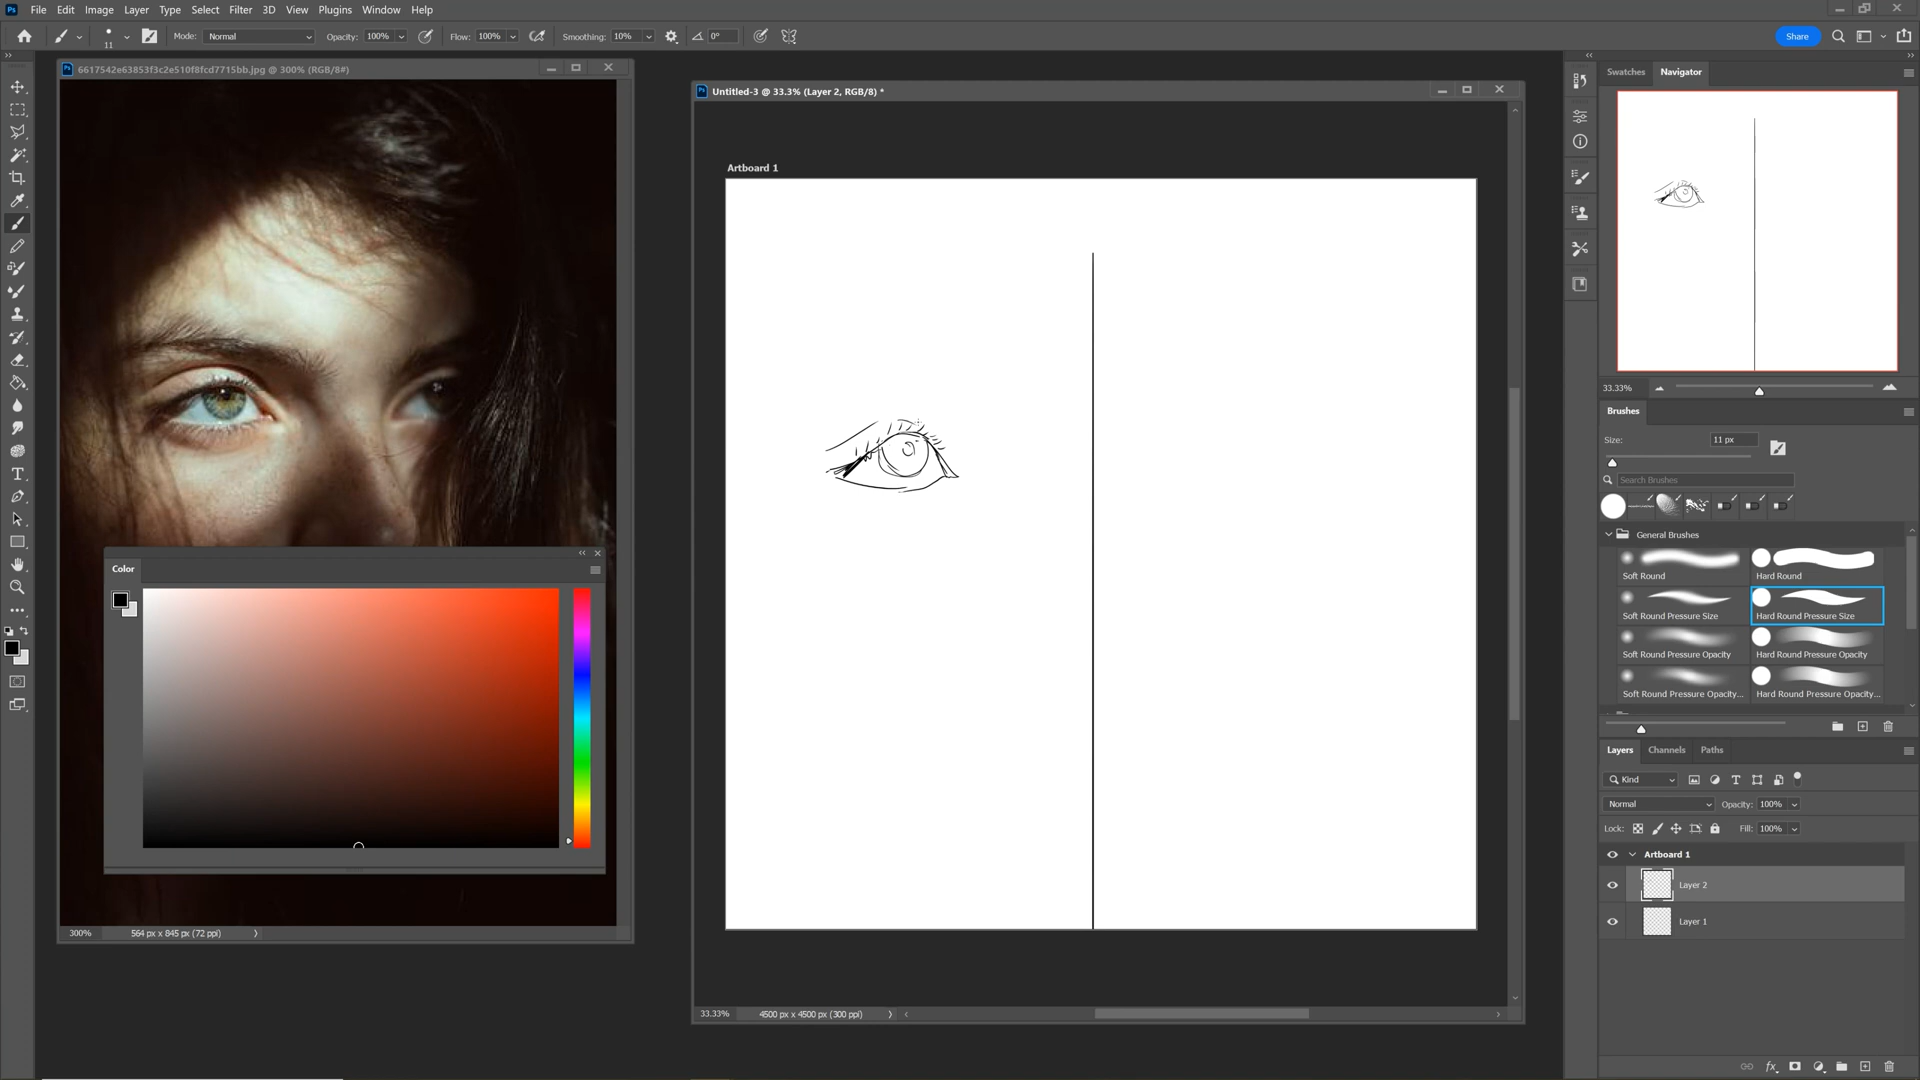 File Edit Image Layer Type Select Filter 3D View Plugins Window Help
11 Mode: Normal Opacity: 100% Flow: 100% Smoothing: 10% 0° Share
6617542e63853f3c2e510f8fcd7715bb.jpg @ 300% (RGB/8#)
Untitled-3 @ 33.3% (Layer 2, RGB/8) *
Artboard 1
Color
300% 564 px x 845 px (72 ppi)
33.33% 4500 px x 4500 px (300 ppi)
Swatches Navigator
33.33%
Brushes
Size: 11 px
Search Brushes
General Brushes
Soft Round Hard Round
Soft Round Pressure Size Hard Round Pressure Size
Soft Round Pressure Opacity Hard Round Pressure Opacity
Soft Round Pressure Opacity... Hard Round Pressure Opacity...
Layers Channels Paths
Kind
Normal Opacity: 100%
Lock: Fill: 100%
Artboard 1
Layer 2
Layer 1